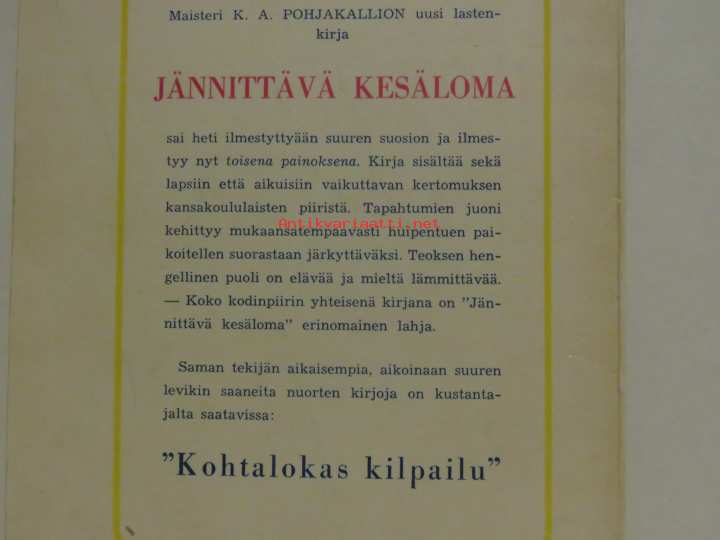 Maisteri K. A. POHJAKALLION uusi lasten-
kirja
JÄNNITTÄVÄ KESÄLOMA
sai heti ilmestyttyään suuren suosion ja ilmes-
tyy nyt toisena painoksena. Kirja sisältää sekä
lapsiin että aikuisiin vaikuttavan kertomuksen
kansakoululaisten piiristä. Tapahtumien juoni
Antikvariaatti.net
kehittyy mukaansatempaavasti huipentuen pai-
koitellen suorastaan järkyttäväksi. Teoksen hen-
gellinen puoli on elävää ja mieltä lämmittävää.
— Koko kodinpiirin yhteisenä kirjana on ”Jän-
nittävä kesäloma” erinomainen lahja.
Saman tekijän aikaisempia, aikoinaan suuren
levikin saaneita nuorten kirjoja on kustanta-
jalta saatavissa:
”Kohtalokas kilpailu”